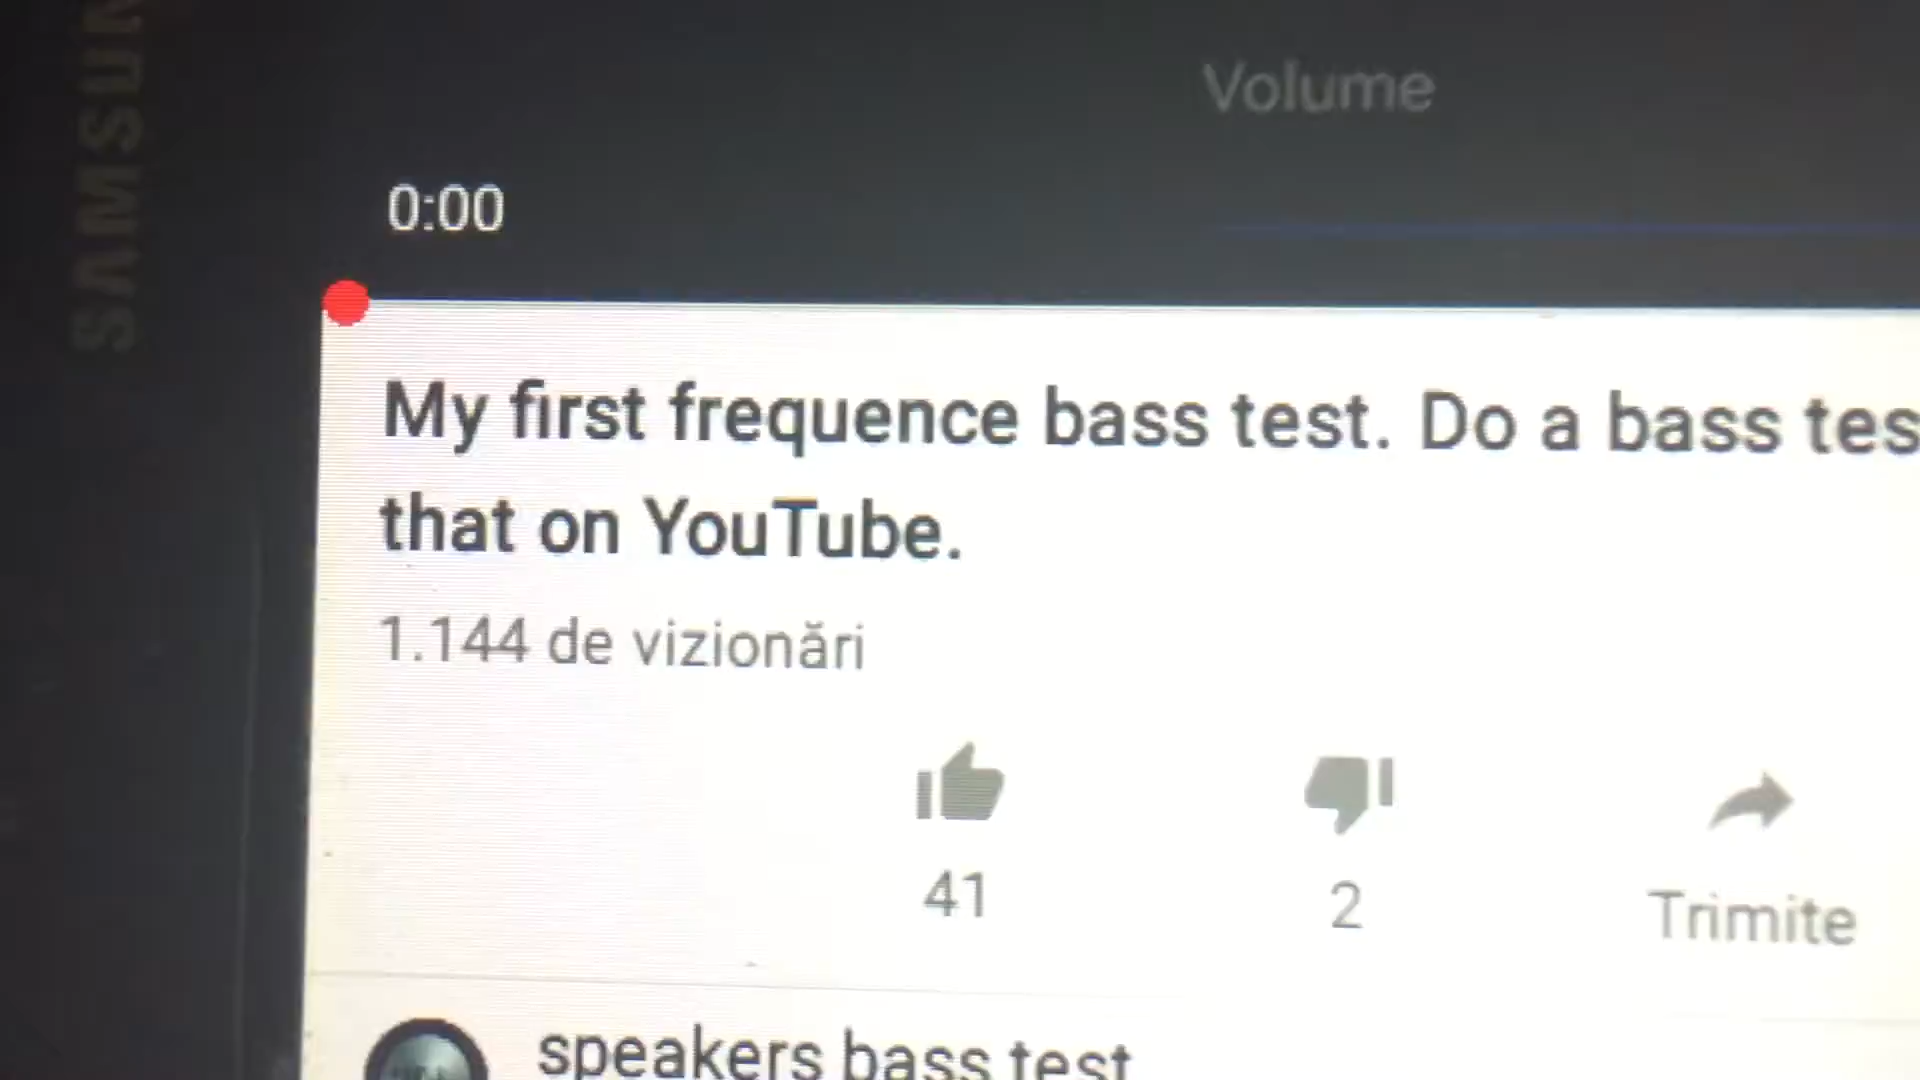 SAMSUN
Volume
0:00
My first frequence bass test. Do a bass tes
that on YouTube.
1.144 de vizionări
41
2
Trimite
speakers bass test